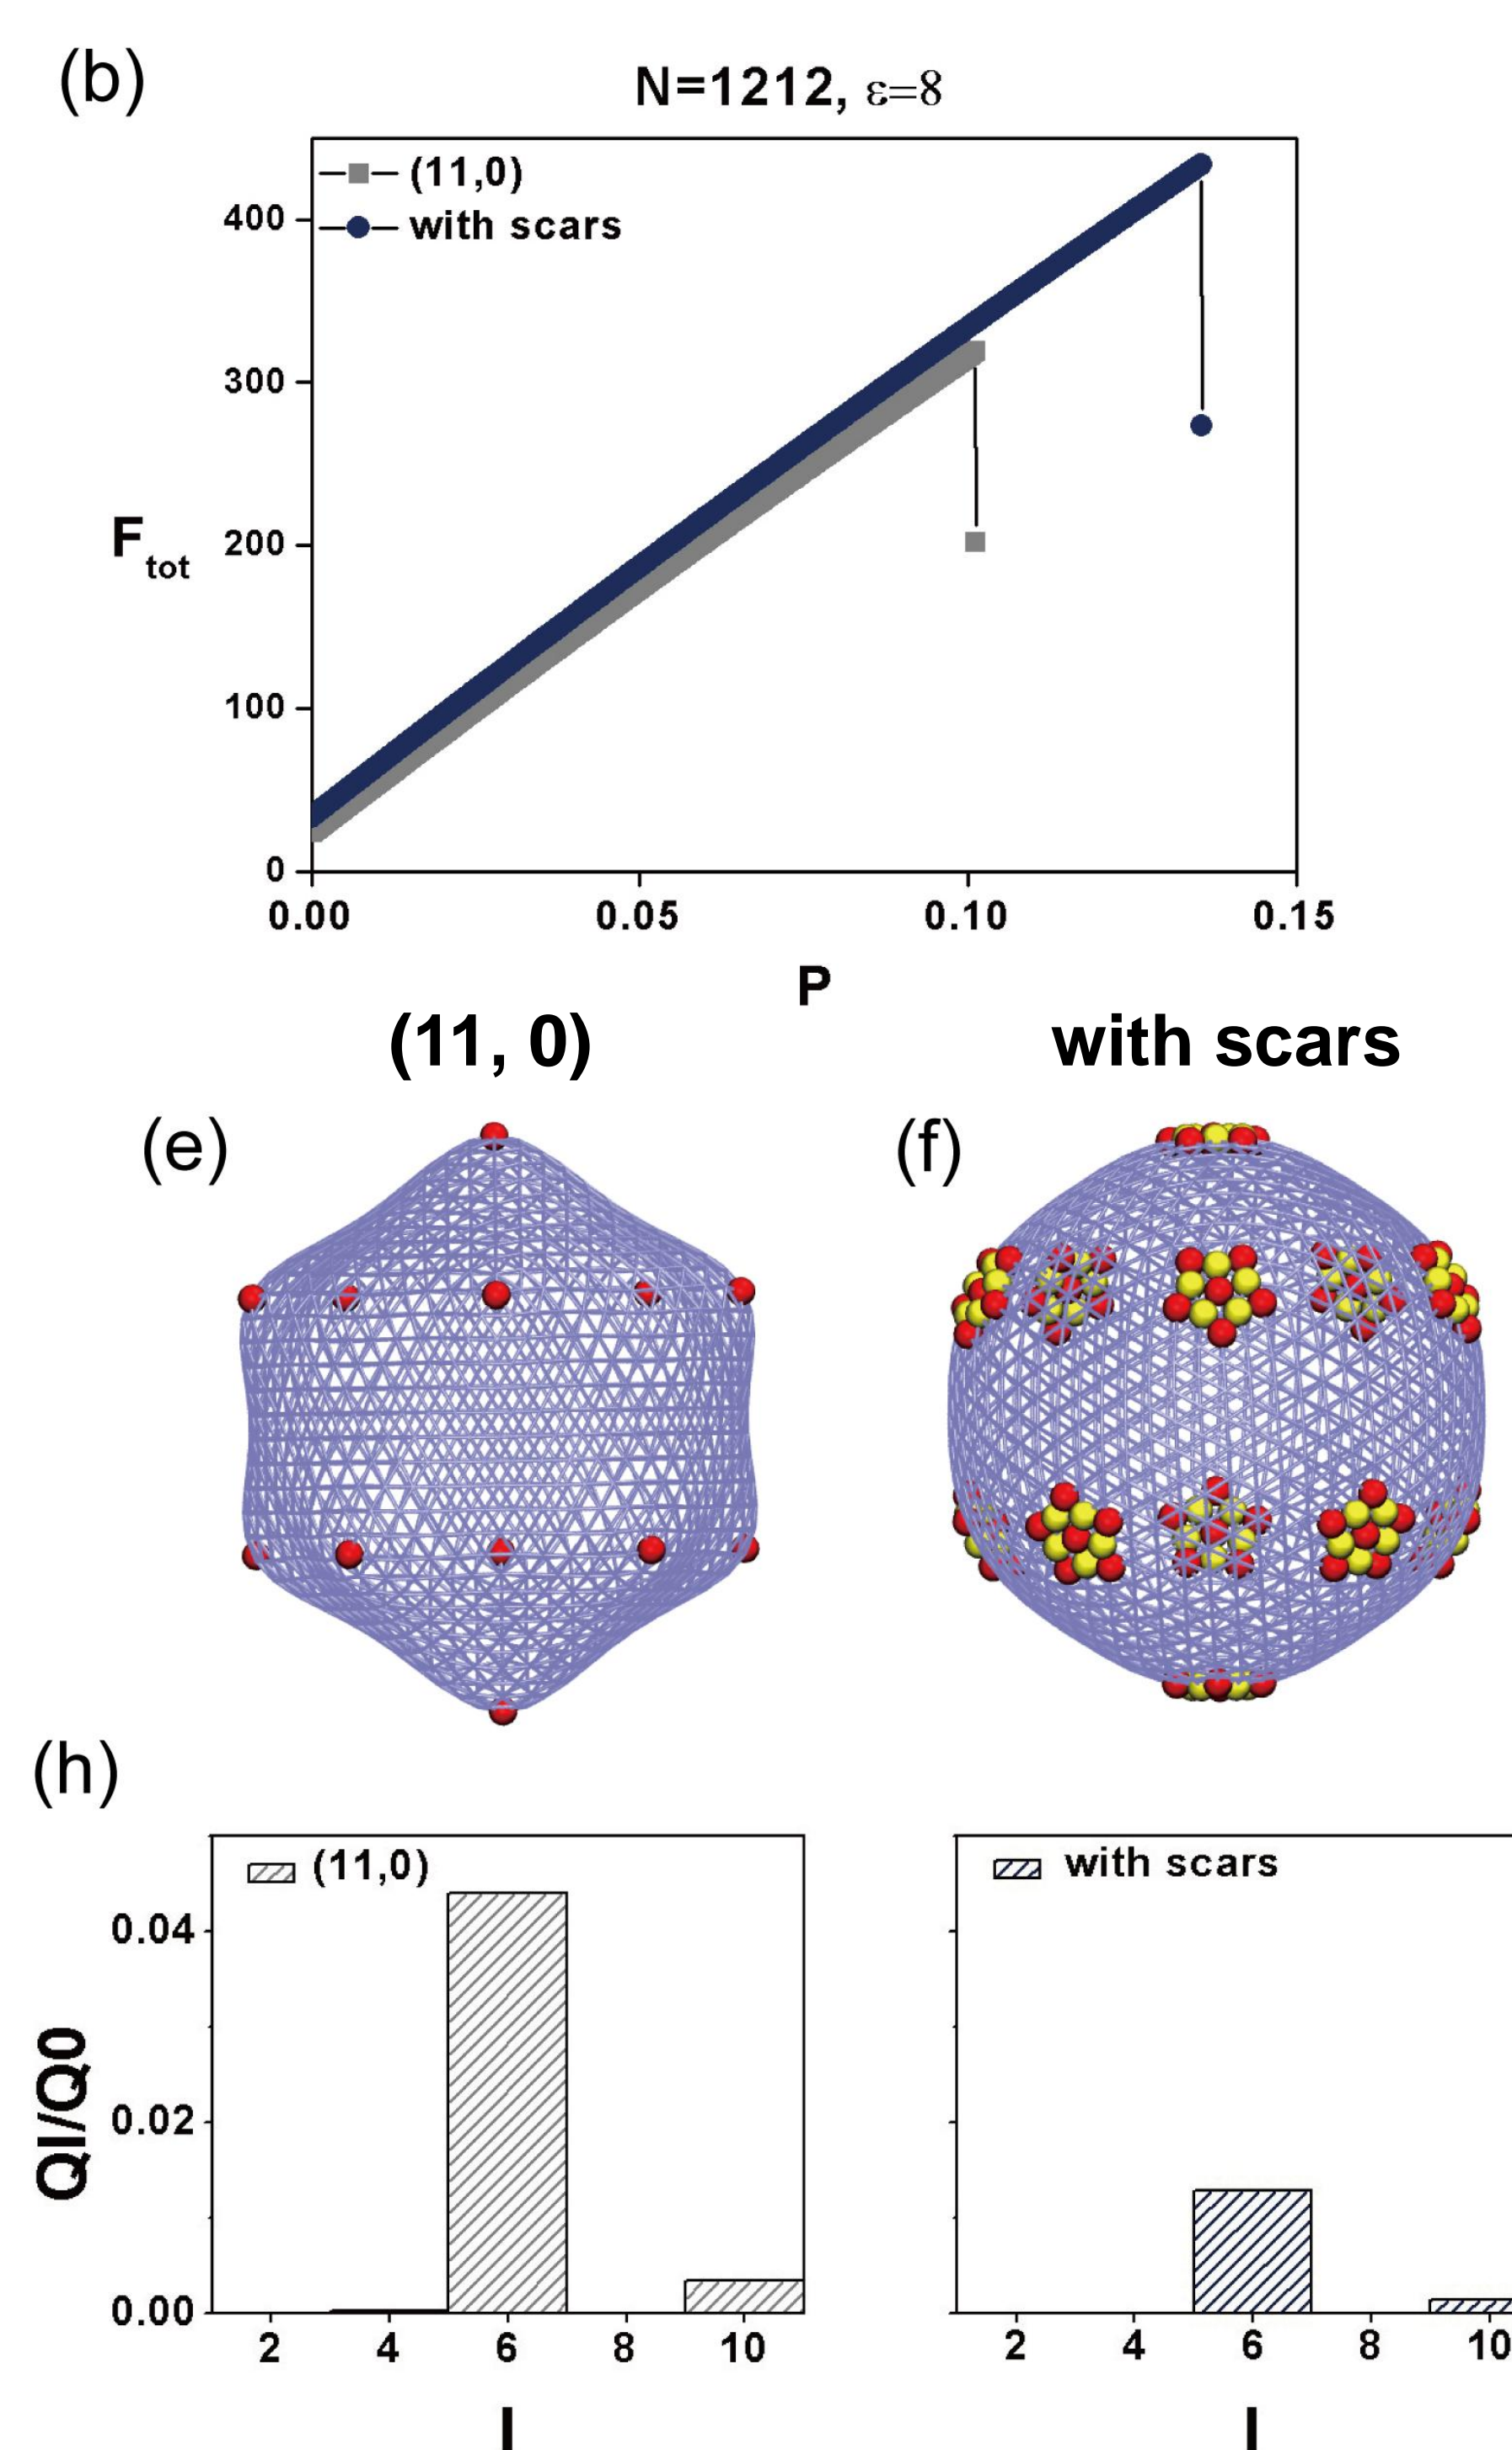 (b)
N=1212, ε=8
(11,0)
with scars
400
300
200
100
0
F tot
0.00 0.05 0.10 0.15
P
(11, 0) with scars
(e) (f)
(h)
(11,0) with scars
0.04
0.02
0.00
QI/Q0
2 4 6 8 10 2 4 6 8 10
I I